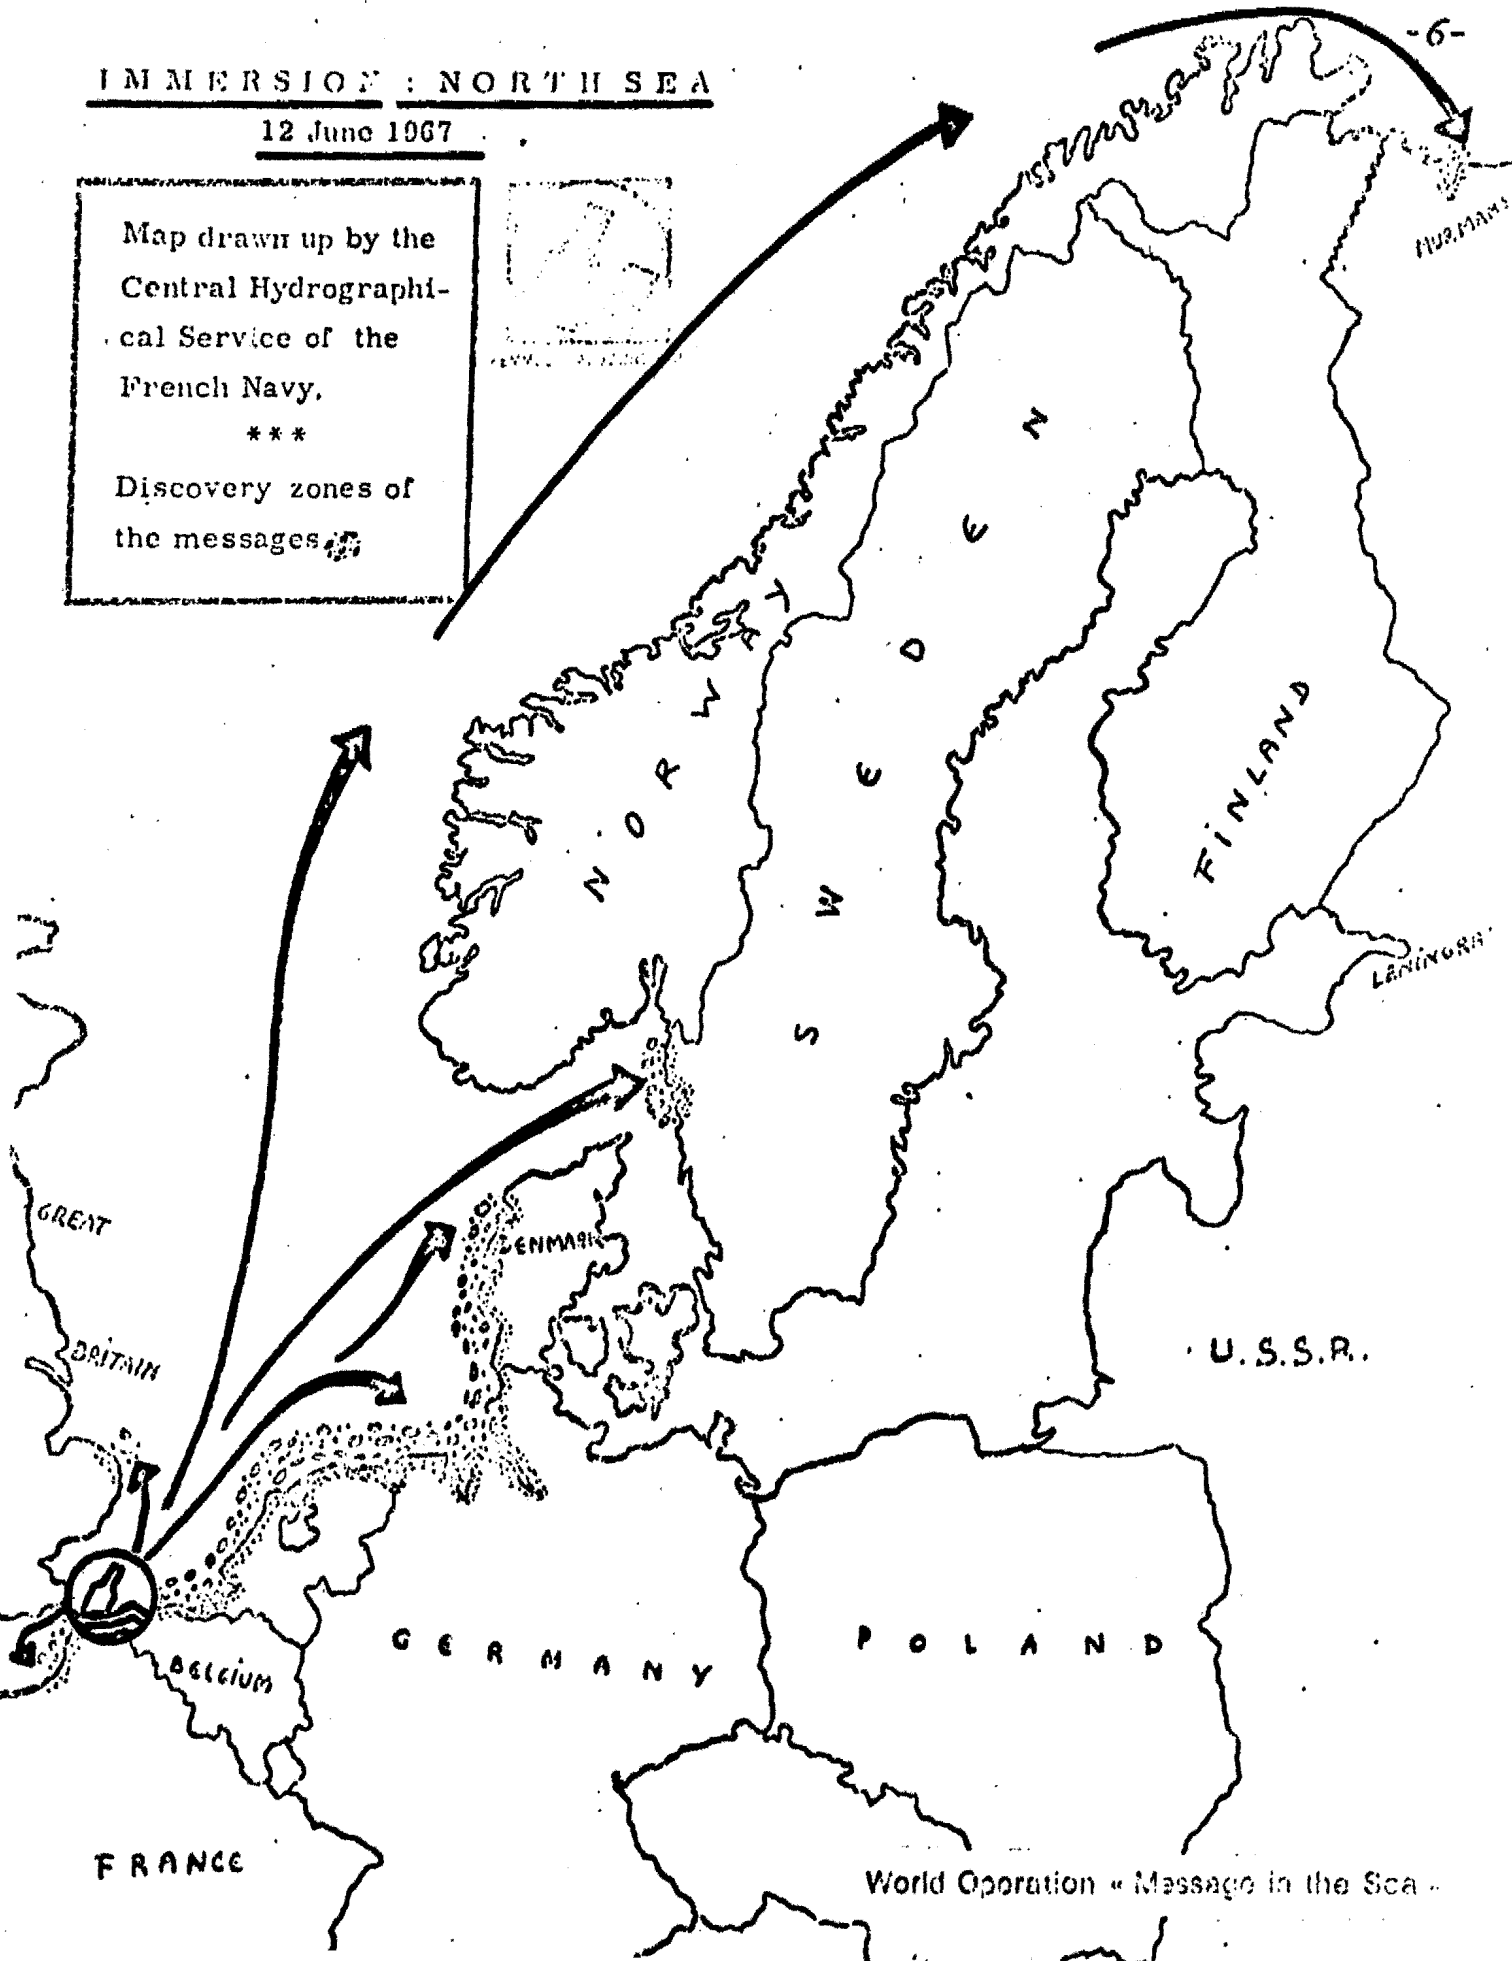 -6-
IMMERSION : NORTH SEA
12 June 1967
Map drawn up by the
Central Hydrographi-
cal Service of the
French Navy.
***
Discovery zones of
the messages
NORWAY
SWEDEN
FINLAND
GREAT
BRITAIN
U.S.S.R.
GERMANY
POLAND
BELGIUM
FRANCE
World Operation « Message in the Sea »